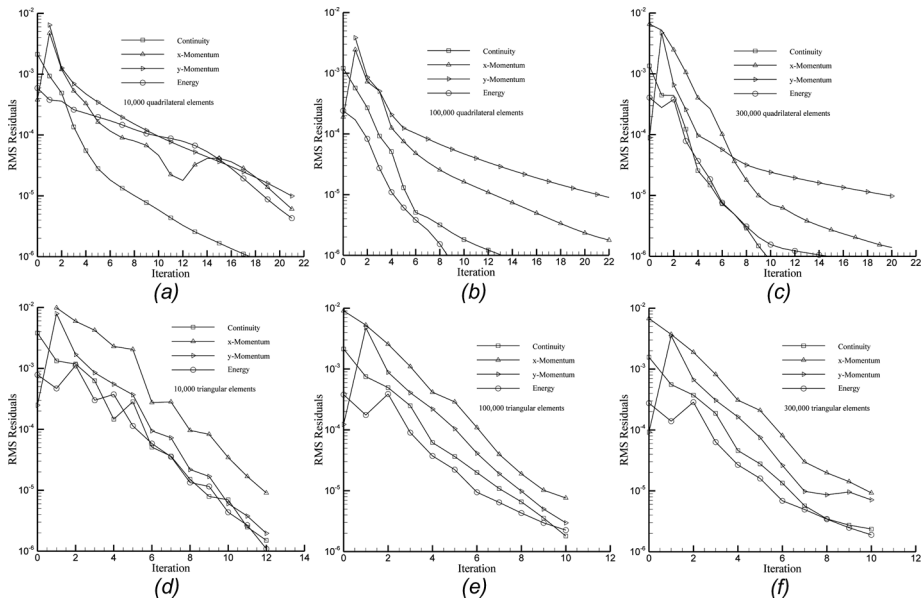 10⁻²
10⁻³
10⁻⁴
10⁻⁵
10⁻⁶
RMS Residuals
Continuity
x-Momentum
y-Momentum
Energy
10,000 quadrilateral elements
0 2 4 6 8 10 12 14 16 18 20 22
Iteration
(a)
10⁻²
10⁻³
10⁻⁴
10⁻⁵
10⁻⁶
RMS Residuals
Continuity
x-Momentum
y-Momentum
Energy
100,000 quadrilateral elements
0 2 4 6 8 10 12 14 16 18 20 22
Iteration
(b)
10⁻²
10⁻³
10⁻⁴
10⁻⁵
10⁻⁶
RMS Residuals
Continuity
x-Momentum
y-Momentum
Energy
300,000 quadrilateral elements
0 2 4 6 8 10 12 14 16 18 20 22
Iteration
(c)
10⁻²
10⁻³
10⁻⁴
10⁻⁵
10⁻⁶
RMS Residuals
Continuity
x-Momentum
y-Momentum
Energy
10,000 triangular elements
0 2 4 6 8 10 12 14
Iteration
(d)
10⁻²
10⁻³
10⁻⁴
10⁻⁵
10⁻⁶
RMS Residuals
Continuity
x-Momentum
y-Momentum
Energy
100,000 triangular elements
0 2 4 6 8 10 12
Iteration
(e)
10⁻²
10⁻³
10⁻⁴
10⁻⁵
10⁻⁶
RMS Residuals
Continuity
x-Momentum
y-Momentum
Energy
300,000 triangular elements
0 2 4 6 8 10 12
Iteration
(f)